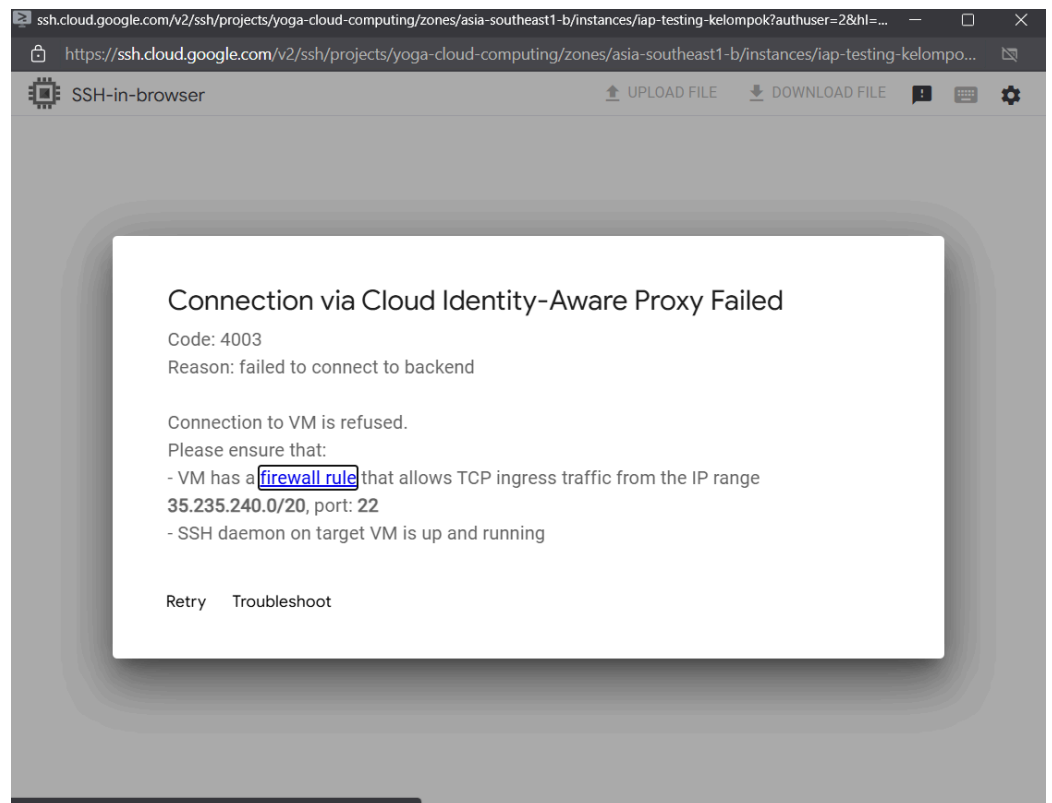 ssh.cloud.google.com/v2/ssh/projects/yoga-cloud-computing/zones/asia-southeast1-b/instances/iap-testing-kelompok?authuser=2&hl=...
https://ssh.cloud.google.com/v2/ssh/projects/yoga-cloud-computing/zones/asia-southeast1-b/instances/iap-testing-kelompo...
SSH-in-browser
UPLOAD FILE
DOWNLOAD FILE
Connection via Cloud Identity-Aware Proxy Failed
Code: 4003
Reason: failed to connect to backend
Connection to VM is refused.
Please ensure that:
- VM has a firewall rule that allows TCP ingress traffic from the IP range
35.235.240.0/20, port: 22
- SSH daemon on target VM is up and running
Retry
Troubleshoot